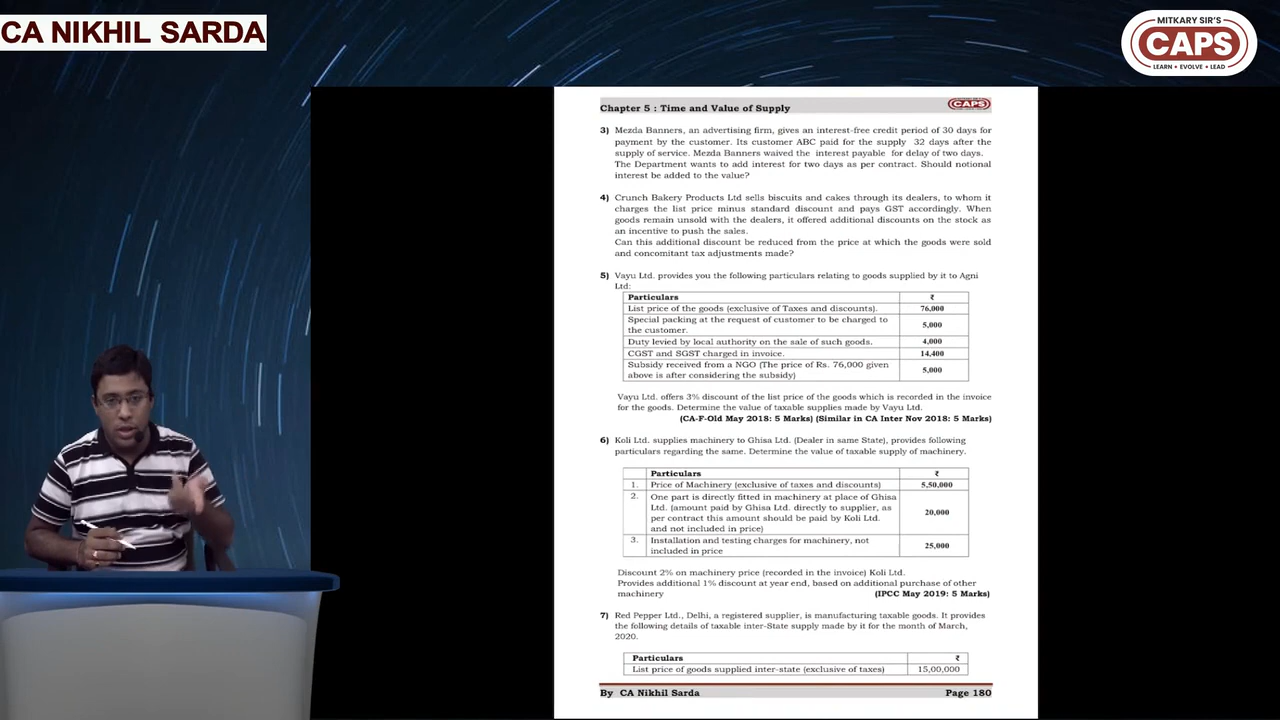 CA NIKHIL SARDA
MITKARY SIR'S
CAPS
LEARN • EVOLVE • LEAD
Chapter 5 : Time and Value of Supply
CAPS
3) Mezda Banners, an advertising firm, gives an interest-free credit period of 30 days for
payment by the customer. Its customer ABC paid for the supply 32 days after the
supply of service. Mezda Banners waived the interest payable for delay of two days.
The Department wants to add interest for two days as per contract. Should notional
interest be added to the value?
4) Crunch Bakery Products Ltd sells biscuits and cakes through its dealers, to whom it
charges the list price minus standard discount and pays GST accordingly. When
goods remain unsold with the dealers, it offered additional discounts on the stock as
an incentive to push the sales.
Can this additional discount be reduced from the price at which the goods were sold
and concomitant tax adjustments made?
5) Vayu Ltd. provides you the following particulars relating to goods supplied by it to Agni
Ltd:
Particulars ₹
List price of the goods (exclusive of Taxes and discounts). 76,000
Special packing at the request of customer to be charged to
the customer. 5,000
Duty levied by local authority on the sale of such goods. 4,000
CGST and SGST charged in invoice. 14,400
Subsidy received from a NGO (The price of Rs. 76,000 given
above is after considering the subsidy) 5,000
Vayu Ltd. offers 3% discount of the list price of the goods which is recorded in the invoice
for the goods. Determine the value of taxable supplies made by Vayu Ltd.
(CA-F-Old May 2018: 5 Marks) (Similar in CA Inter Nov 2018: 5 Marks)
6) Koli Ltd. supplies machinery to Ghisa Ltd. (Dealer in same State), provides following
particulars regarding the same. Determine the value of taxable supply of machinery.
Particulars ₹
1. Price of Machinery (exclusive of taxes and discounts) 5,50,000
2. One part is directly fitted in machinery at place of Ghisa
Ltd. (amount paid by Ghisa Ltd. directly to supplier, as
per contract this amount should be paid by Koli Ltd.
and not included in price) 20,000
3. Installation and testing charges for machinery, not
included in price 25,000
Discount 2% on machinery price (recorded in the invoice) Koli Ltd.
Provides additional 1% discount at year end, based on additional purchase of other
machinery (IPCC May 2019: 5 Marks)
7) Red Pepper Ltd., Delhi, a registered supplier, is manufacturing taxable goods. It provides
the following details of taxable inter-State supply made by it for the month of March,
2020.
Particulars ₹
List price of goods supplied inter-state (exclusive of taxes) 15,00,000
By CA Nikhil Sarda Page 180